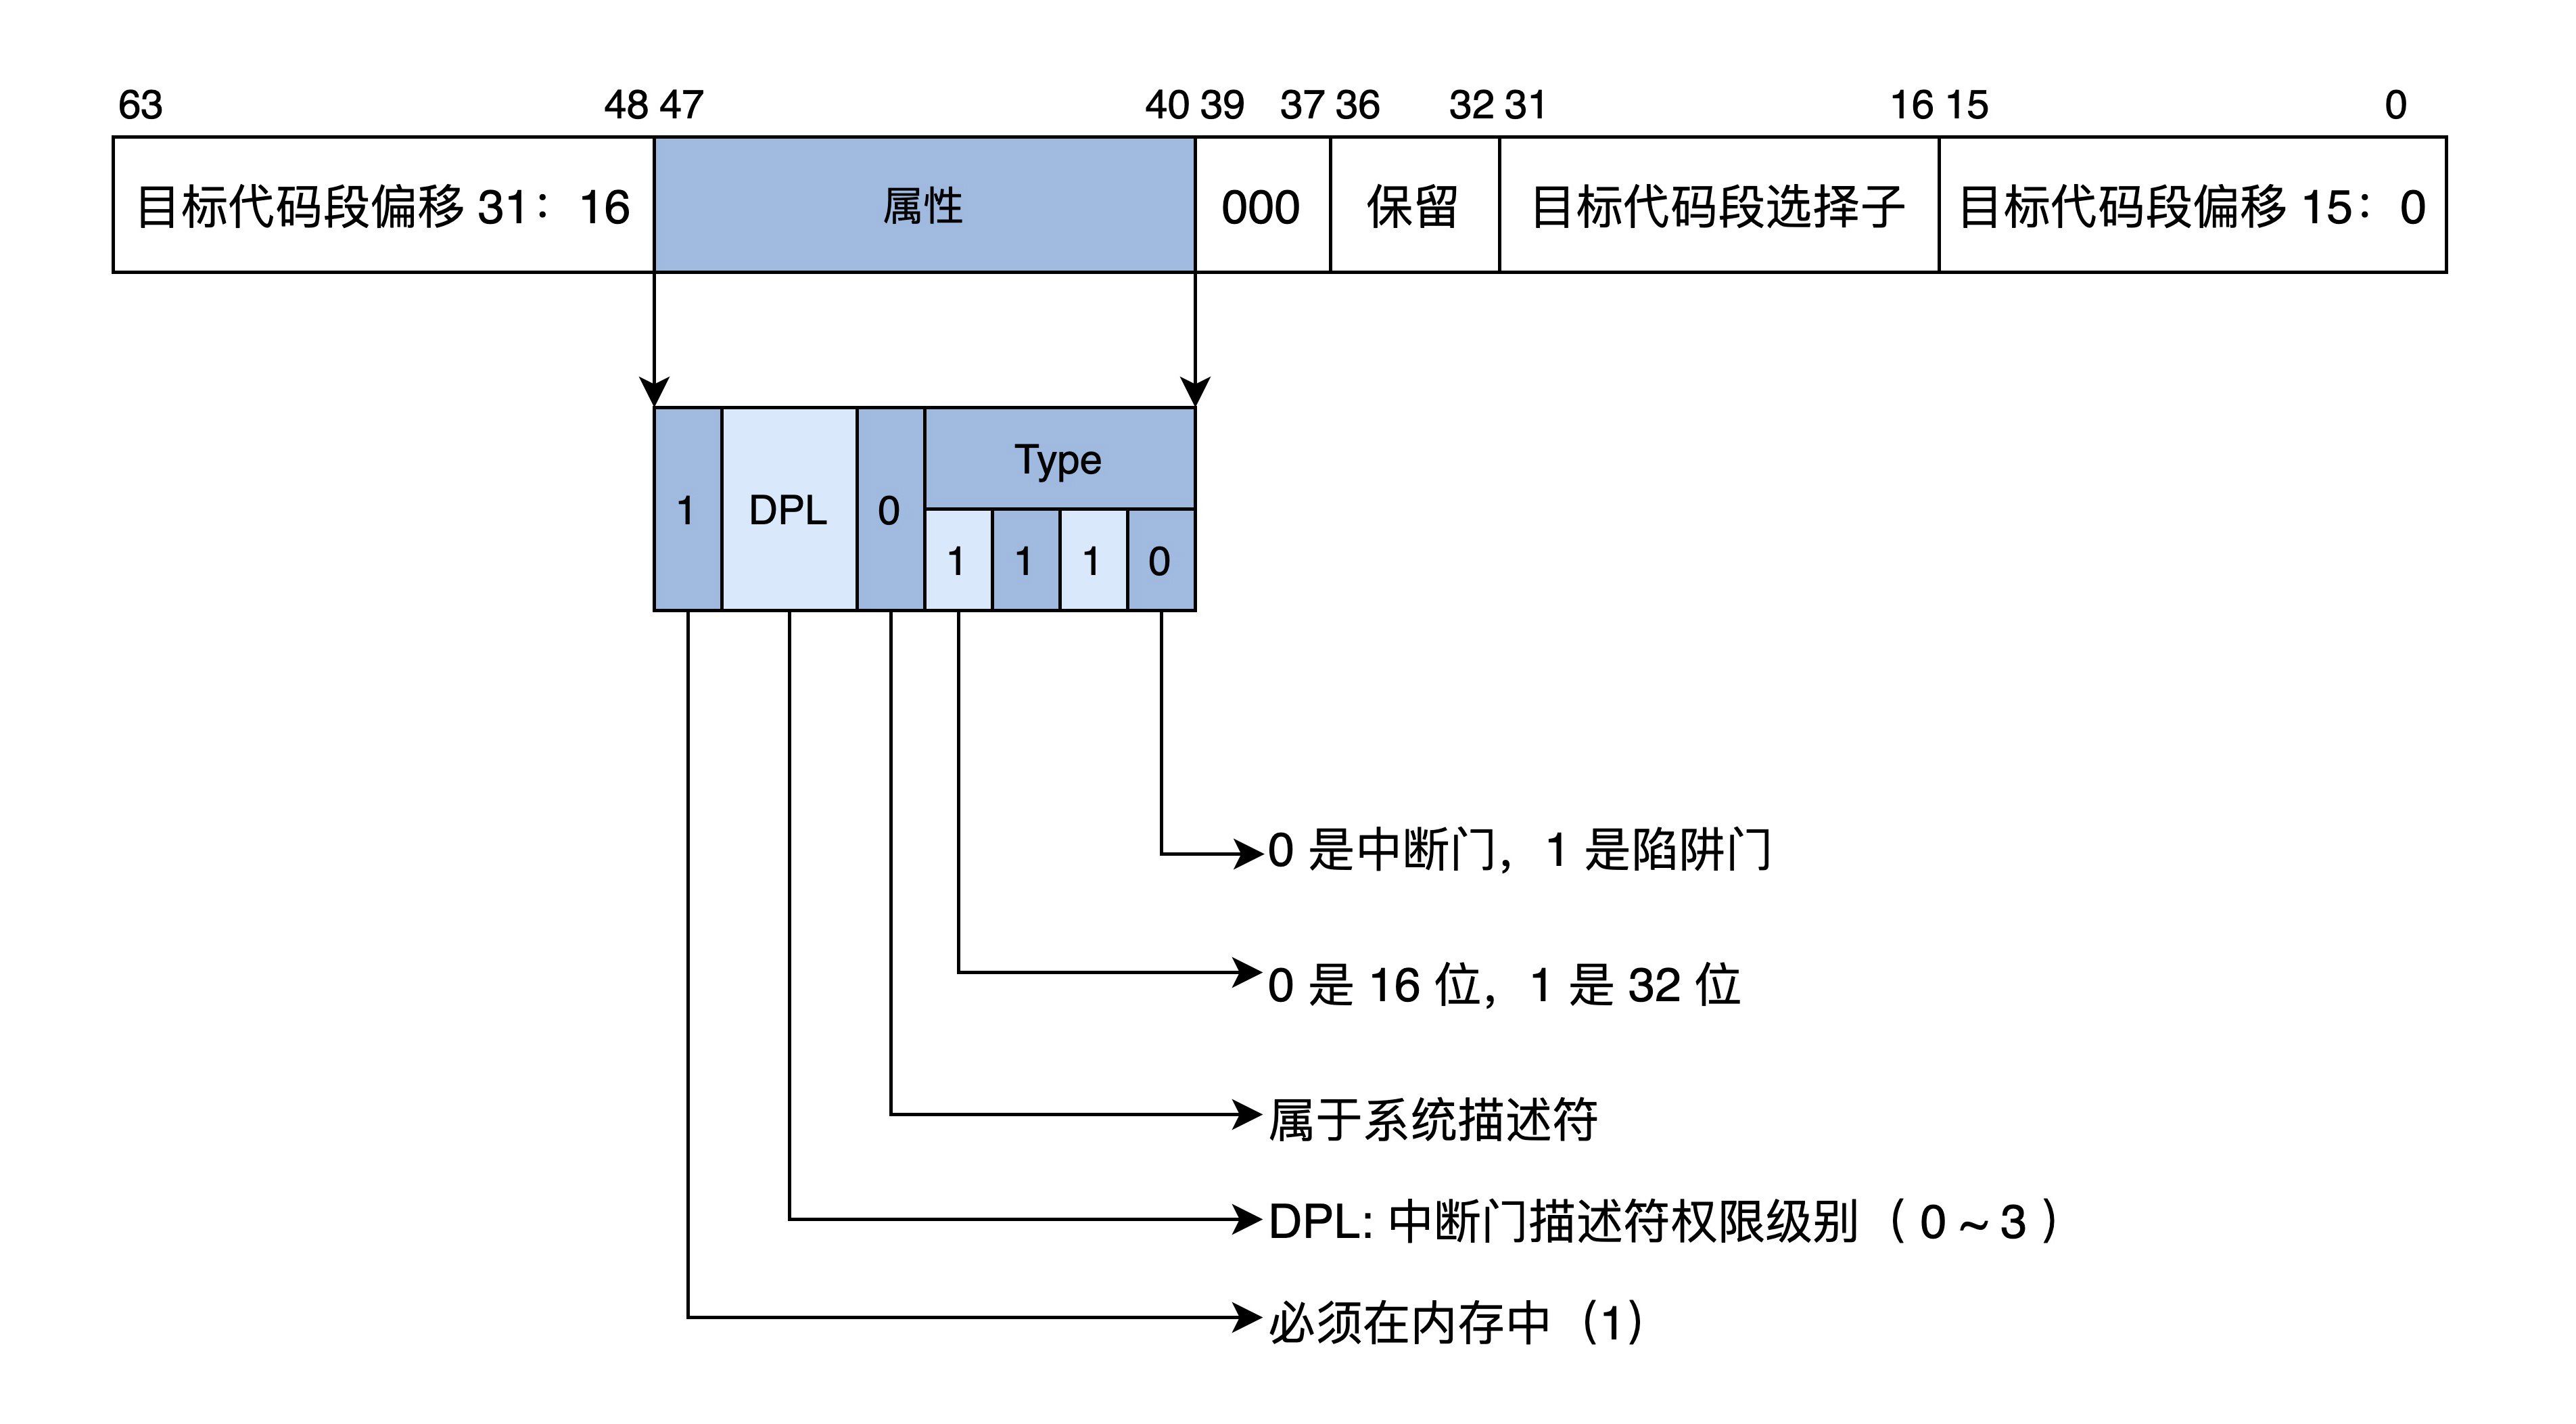 63 48 47 40 39 37 36 32 31 16 15 0
目标代码段偏移 31：16 属性 000 保留 目标代码段选择子 目标代码段偏移 15：0
Type
1 DPL 0
1 1 1 0
0 是中断门，1 是陷阱门
0 是 16 位，1 是 32 位
属于系统描述符
DPL: 中断门描述符权限级别（ 0 ~ 3 ）
必须在内存中（1）